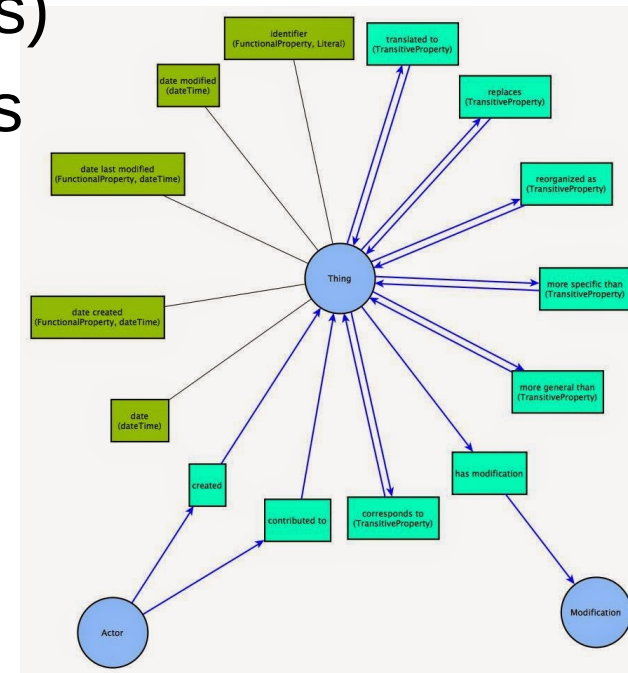 s)
s
identifier
(FunctionalProperty, Literal)
translated to
(TransitiveProperty)
date modified
(dateTime)
replaces
(TransitiveProperty)
date last modified
(FunctionalProperty, dateTime)
reorganized as
(TransitiveProperty)
Thing
more specific than
(TransitiveProperty)
date created
(FunctionalProperty, dateTime)
more general than
(TransitiveProperty)
date
(dateTime)
created
has modification
contributed to
corresponds to
(TransitiveProperty)
Actor
Modification